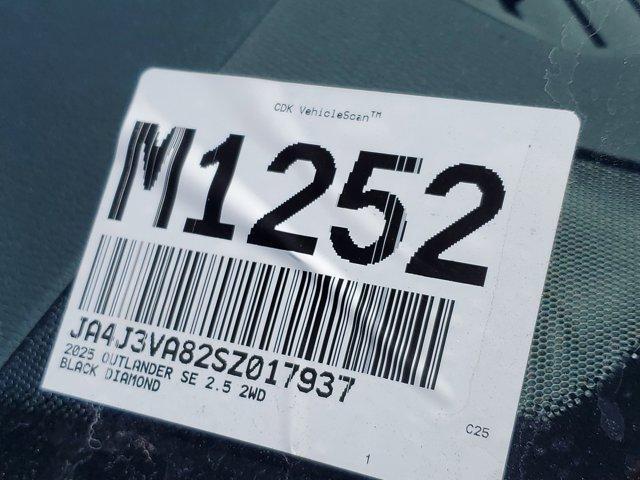 CDK VehicleScan™
M1252
JA4J3VA82SZ017937
2025 OUTLANDER SE 2.5 2WD
BLACK DIAMOND
C25
1